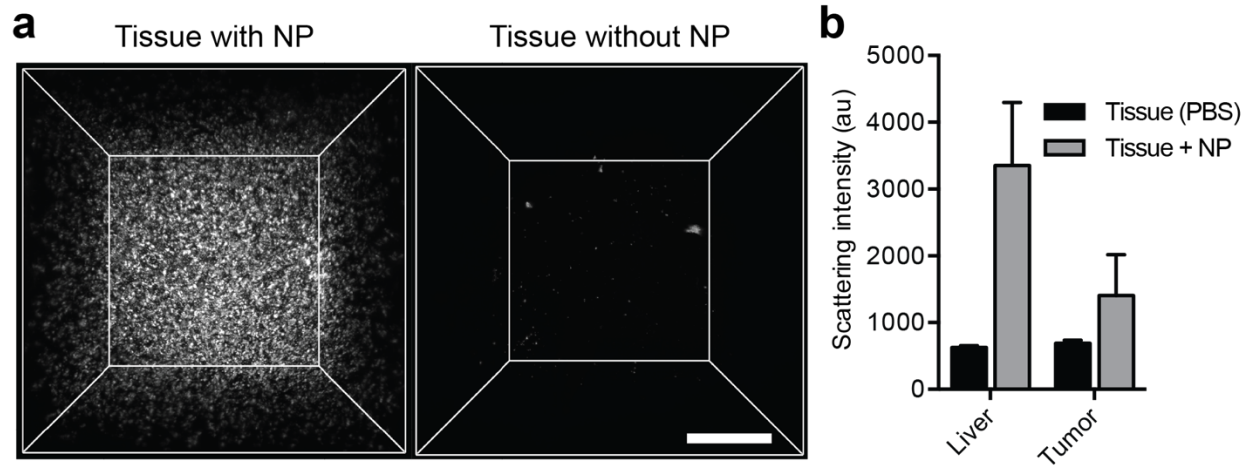 a
Tissue with NP
Tissue without NP
b
Scattering intensity (au)
5000
4000
3000
2000
1000
0
Tissue (PBS)
Tissue + NP
Liver
Tumor